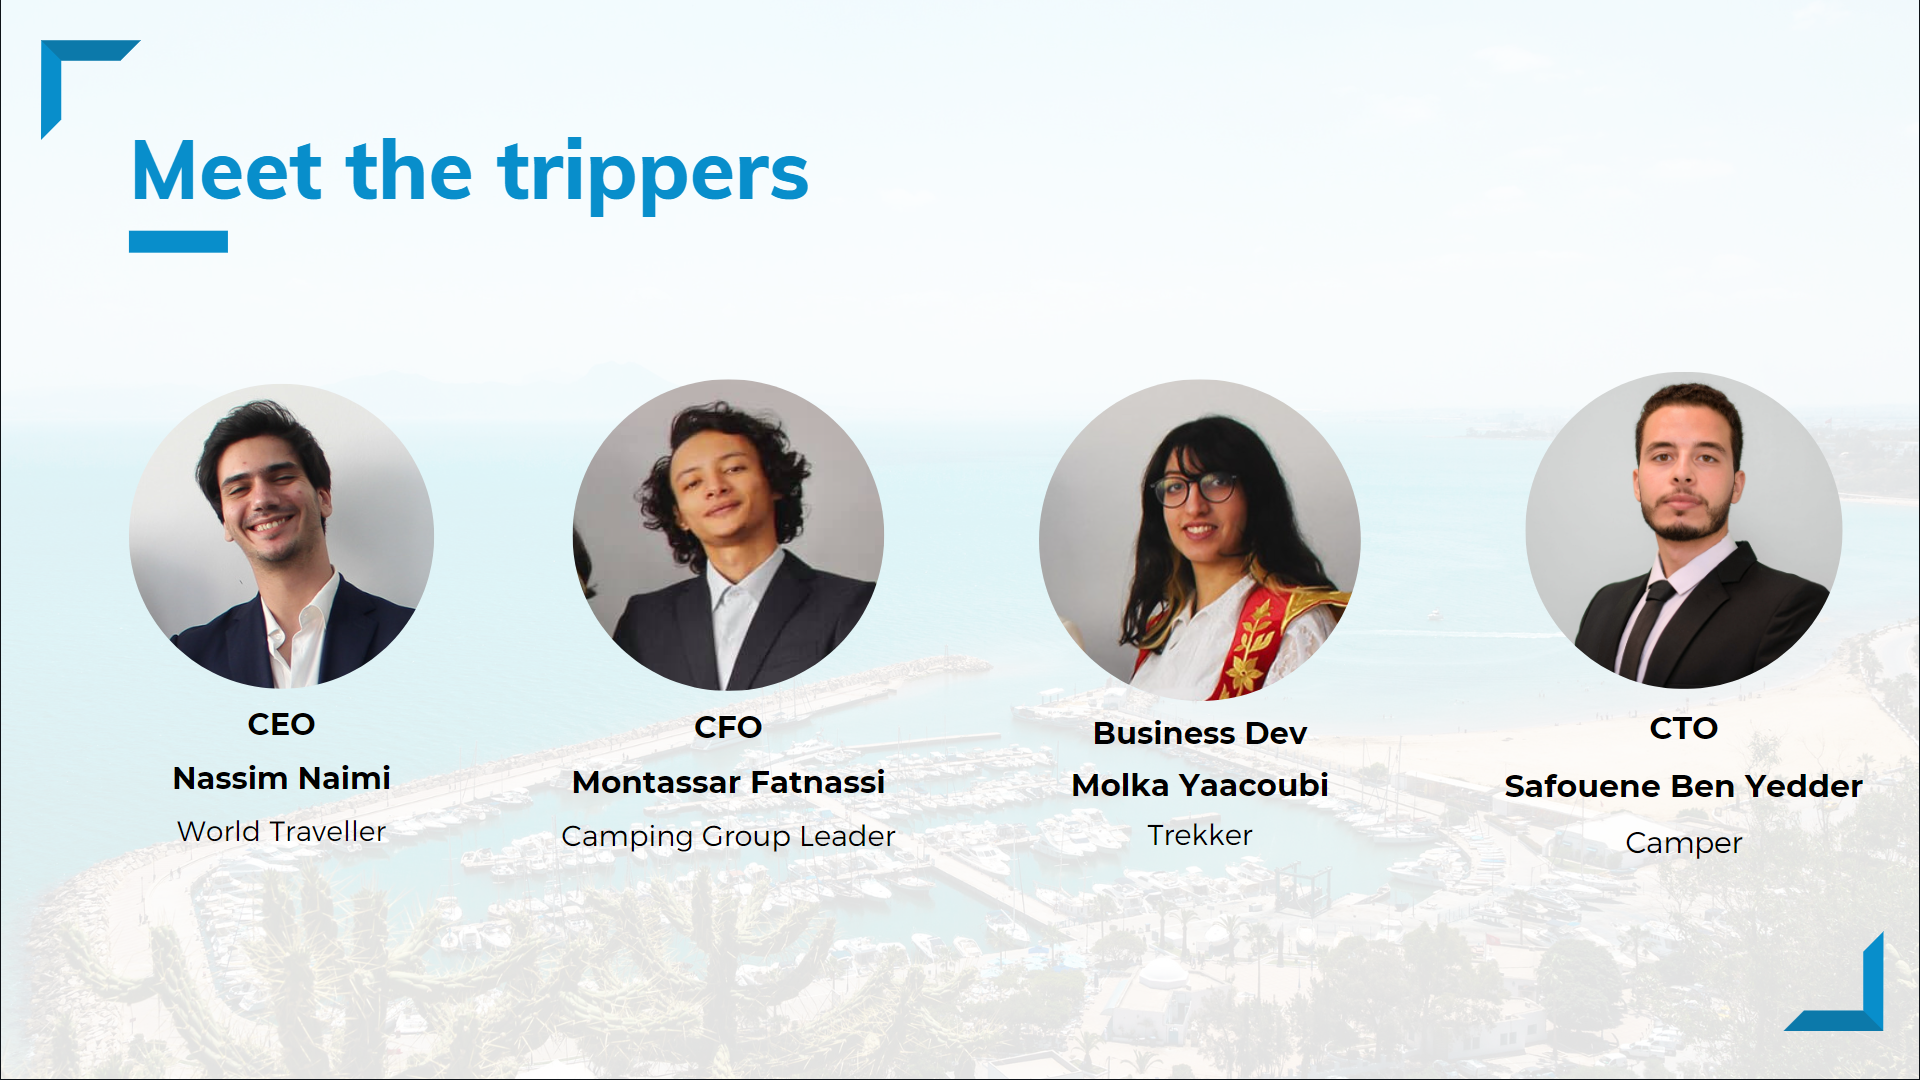 Meet the trippers
CEO
Nassim Naimi
World Traveller
CFO
Montassar Fatnassi
Camping Group Leader
Business Dev
Molka Yaacoubi
Trekker
CTO
Safouene Ben Yedder
Camper